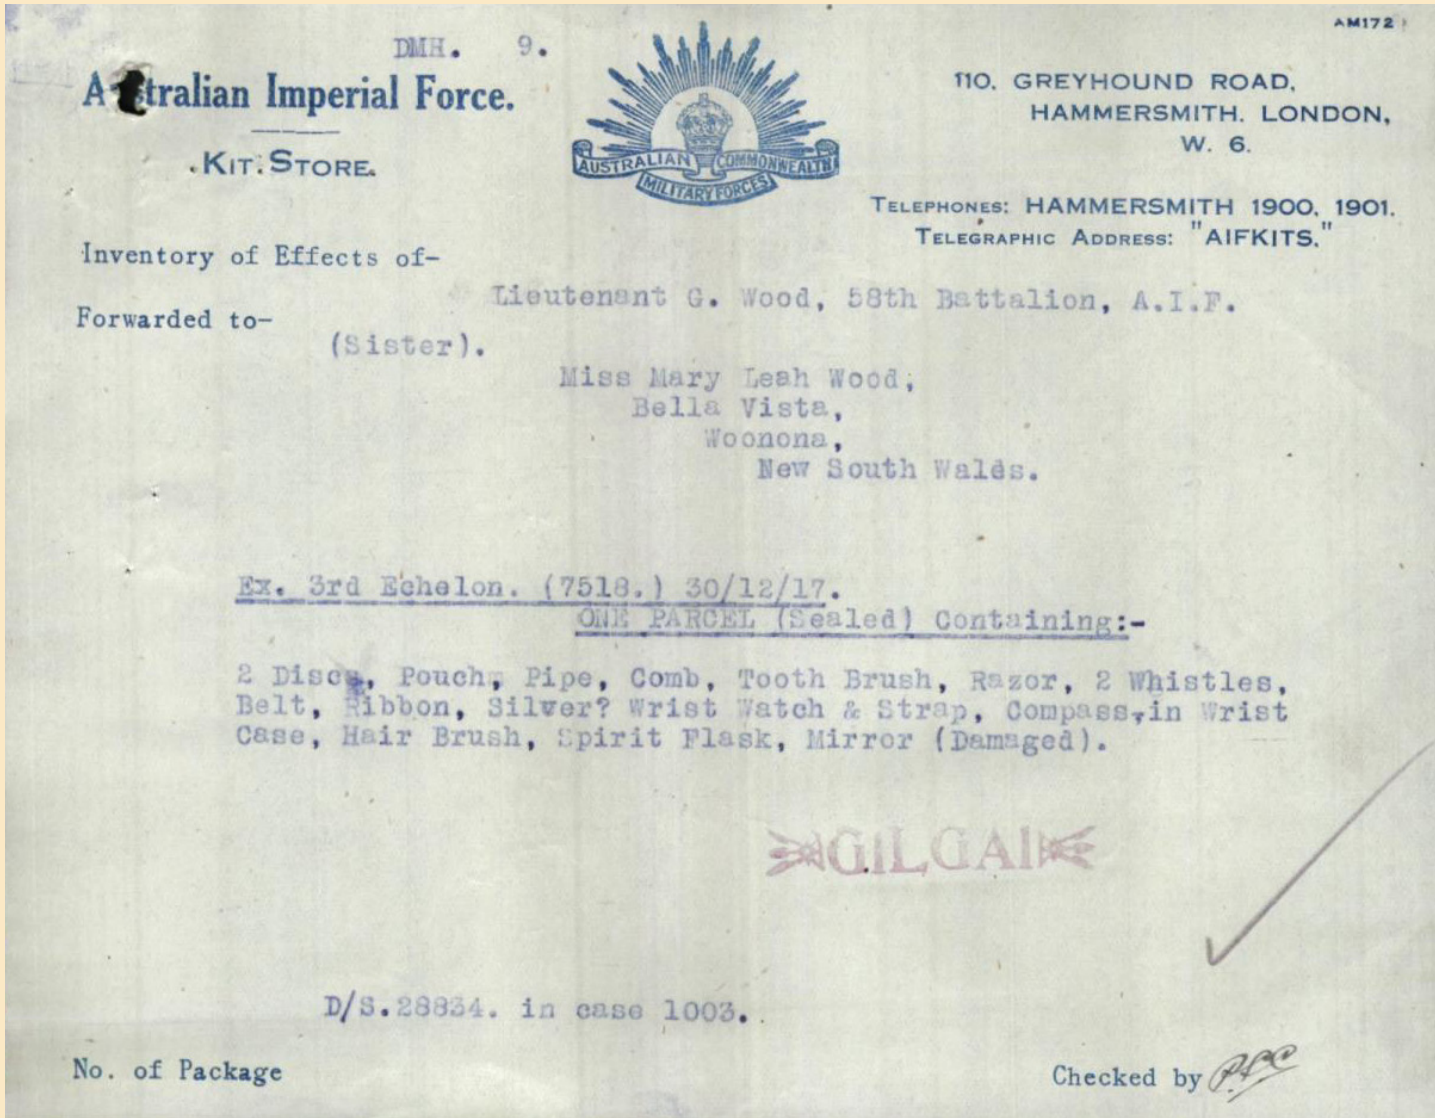 AM172
DMH. 9.
A tralian Imperial Force.
KIT STORE.
AUSTRALIAN COMMONWEALTH
MILITARY FORCES
110, GREYHOUND ROAD,
HAMMERSMITH. LONDON,
W. 6.
TELEPHONES: HAMMERSMITH 1900, 1901.
TELEGRAPHIC ADDRESS: "AIFKITS."
Inventory of Effects of-
Lieutenant G. Wood, 58th Battalion, A.I.F.
Forwarded to-
(Sister).
Miss Mary Leah Wood,
Bella Vista,
Woonona,
New South Wales.
Ex. 3rd Echelon. (7518.) 30/12/17.
ONE PARCEL (Sealed) Containing:-
2 Discs, Pouch, Pipe, Comb, Tooth Brush, Razor, 2 Whistles,
Belt, Ribbon, Silver? Wrist Watch & Strap, Compass,in Wrist
Case, Hair Brush, Spirit Flask, Mirror (Damaged).
GILGAI
D/S.28834. in case 1003.
No. of Package
Checked by